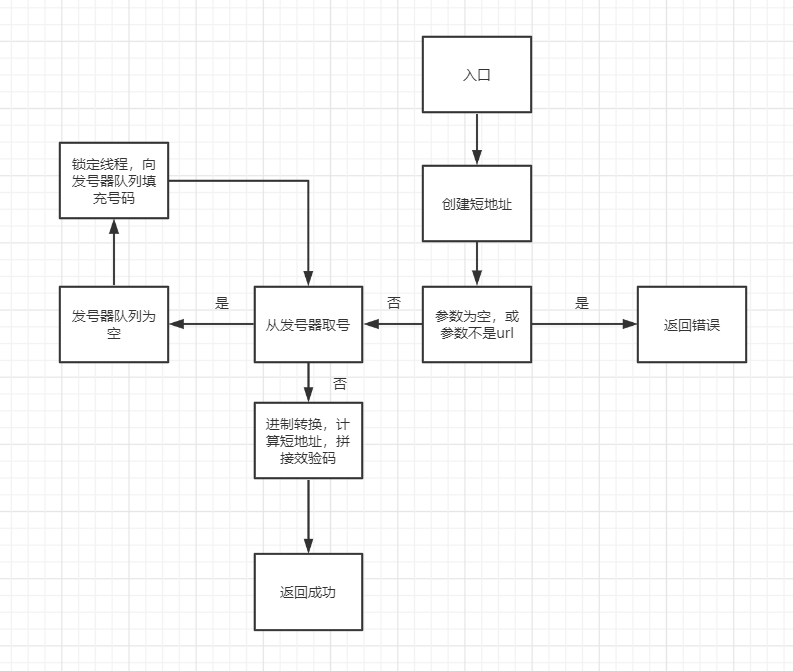 入口
锁定线程，向
发号器队列填
充号码
创建短地址
是
否
是
发号器队列为
空
从发号器取号
参数为空，或
参数不是url
返回错误
否
进制转换，计
算短地址，拼
接效验码
返回成功